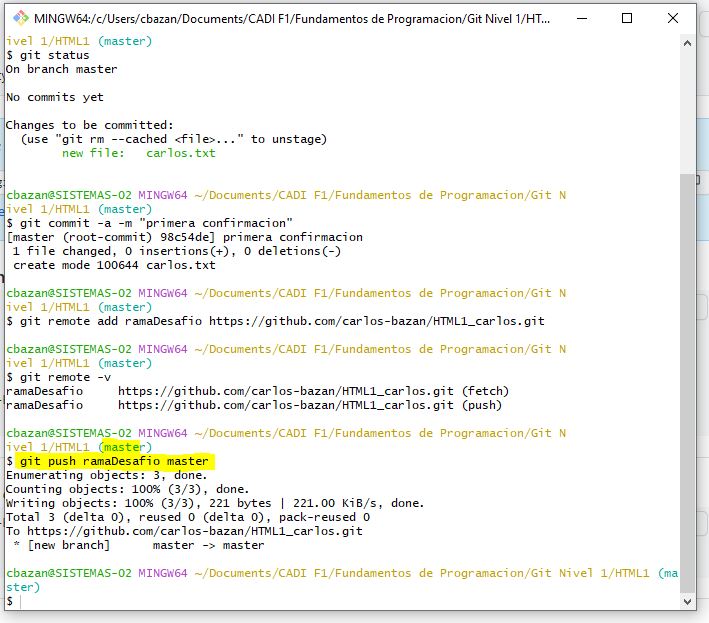 MINGW64:/c/Users/cbazan/Documents/CADI F1/Fundamentos de Programacion/Git Nivel 1/HT...
ivel 1/HTML1 (master)
$ git status
On branch master
No commits yet
Changes to be committed:
  (use "git rm --cached <file>..." to unstage)
        new file:   carlos.txt
cbazan@SISTEMAS-02 MINGW64 ~/Documents/CADI F1/Fundamentos de Programacion/Git N
ivel 1/HTML1 (master)
$ git commit -a -m "primera confirmacion"
[master (root-commit) 98c54de] primera confirmacion
 1 file changed, 0 insertions(+), 0 deletions(-)
 create mode 100644 carlos.txt
cbazan@SISTEMAS-02 MINGW64 ~/Documents/CADI F1/Fundamentos de Programacion/Git N
ivel 1/HTML1 (master)
$ git remote add ramaDesafio https://github.com/carlos-bazan/HTML1_carlos.git
cbazan@SISTEMAS-02 MINGW64 ~/Documents/CADI F1/Fundamentos de Programacion/Git N
ivel 1/HTML1 (master)
$ git remote -v
ramaDesafio     https://github.com/carlos-bazan/HTML1_carlos.git (fetch)
ramaDesafio     https://github.com/carlos-bazan/HTML1_carlos.git (push)
cbazan@SISTEMAS-02 MINGW64 ~/Documents/CADI F1/Fundamentos de Programacion/Git N
ivel 1/HTML1 (master)
$ git push ramaDesafio master
Enumerating objects: 3, done.
Counting objects: 100% (3/3), done.
Writing objects: 100% (3/3), 221 bytes | 221.00 KiB/s, done.
Total 3 (delta 0), reused 0 (delta 0), pack-reused 0
To https://github.com/carlos-bazan/HTML1_carlos.git
 * [new branch]      master -> master
cbazan@SISTEMAS-02 MINGW64 ~/Documents/CADI F1/Fundamentos de Programacion/Git Nivel 1/HTML1 (ma
ster)
$